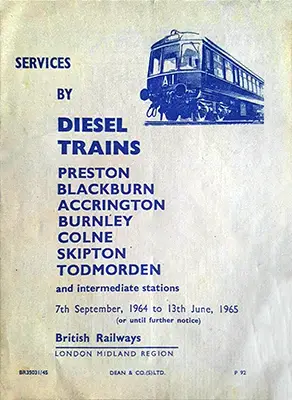 A1
SERVICES
BY
DIESEL
TRAINS
PRESTON
BLACKBURN
ACCRINGTON
BURNLEY
COLNE
SKIPTON
TODMORDEN
and intermediate stations
7th September, 1964 to 13th June, 1965
(or until further notice)
British Railways
LONDON MIDLAND REGION
BR35031/45 DEAN & CO.(S)LTD. P 92